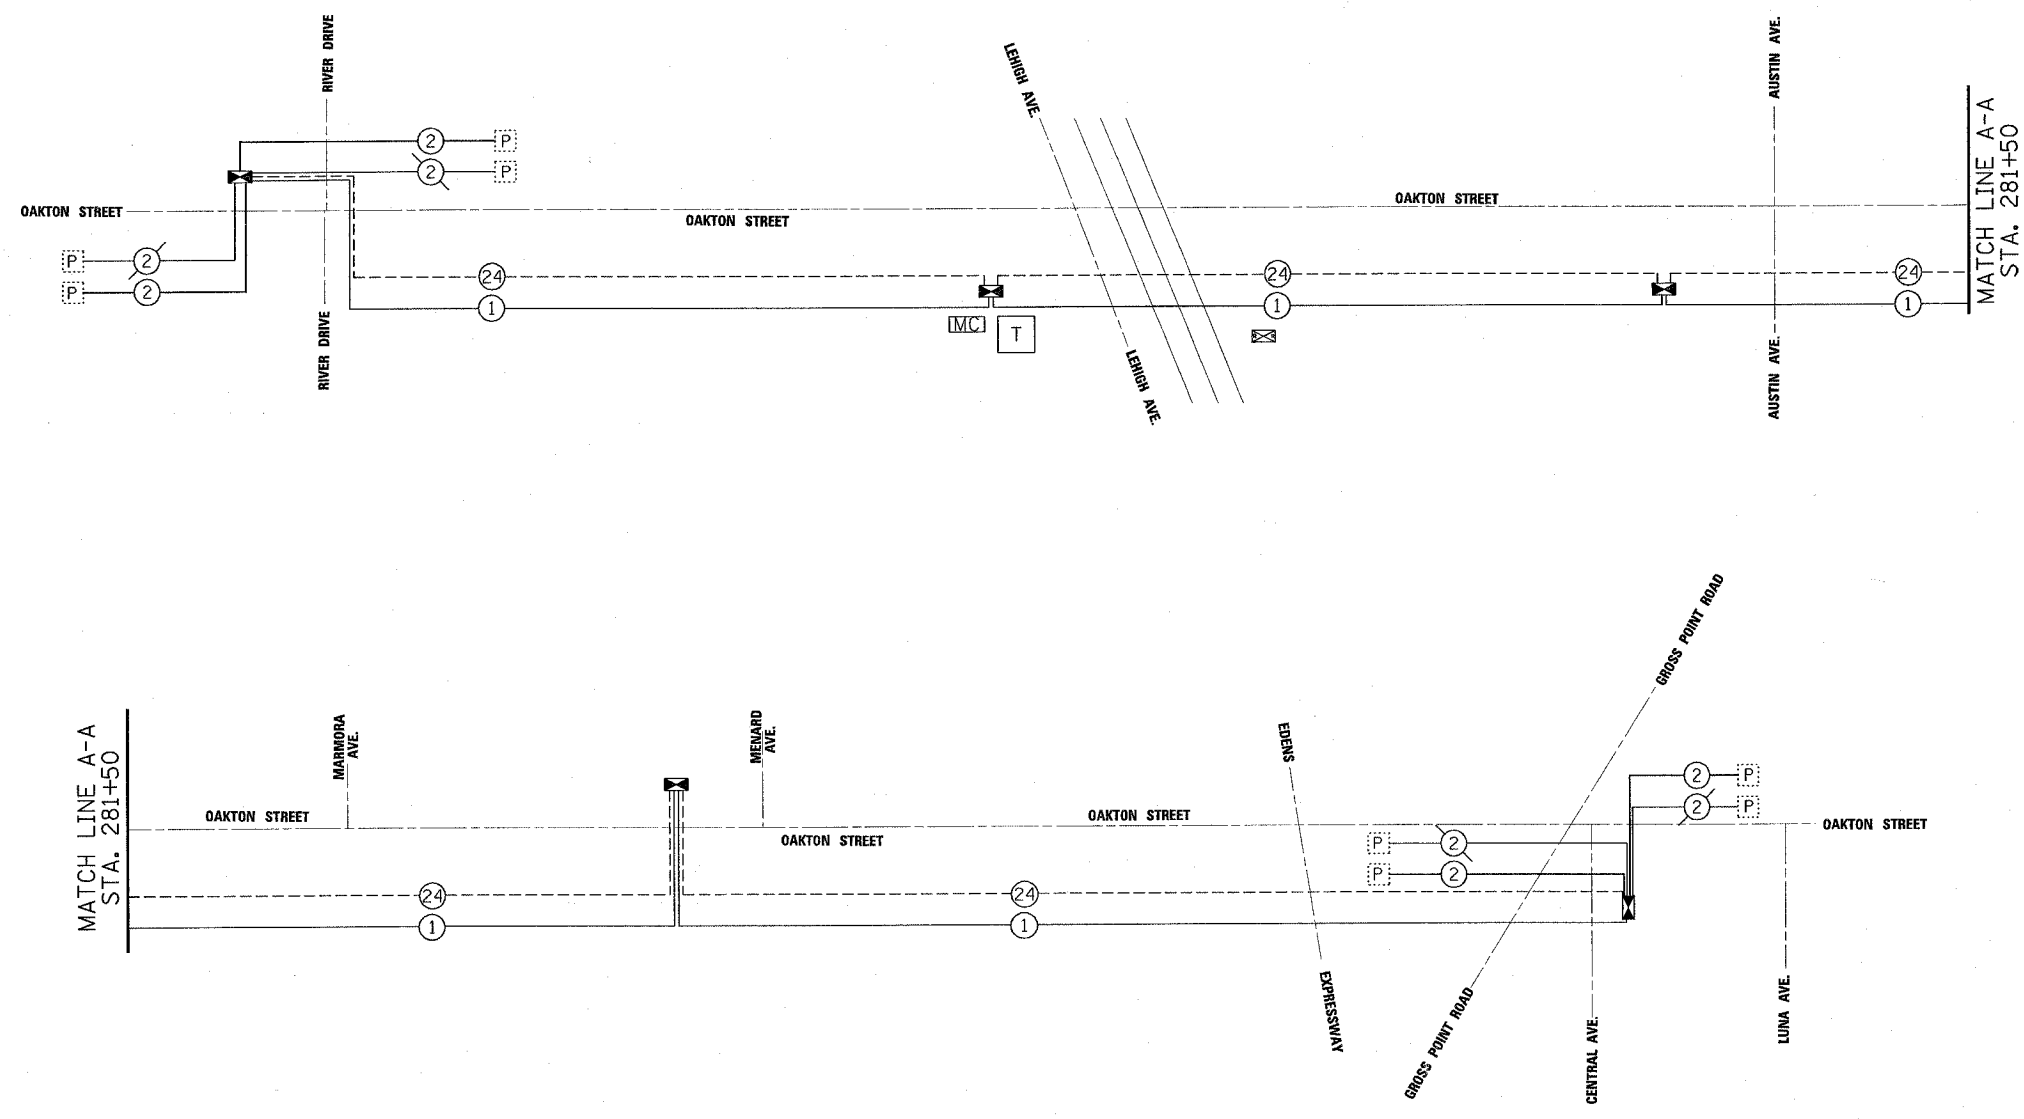 RIVER DRIVE
LEHIGH AVE.
AUSTIN AVE.
2 P
2 P
OAKTON STREET
OAKTON STREET
OAKTON STREET
MATCH LINE A-A
STA. 281+50
P 2
P 2
24
24
24
1
1
1
MC
T
RIVER DRIVE
LEHIGH AVE.
AUSTIN AVE.
GROSS POINT ROAD
MATCH LINE A-A
STA. 281+50
MARMORA
AVE.
MENARD
AVE.
EDENS
2 P
2 P
OAKTON STREET
OAKTON STREET
OAKTON STREET
OAKTON STREET
P 2
P 2
24
24
1
1
EXPRESSWAY
GROSS POINT ROAD
CENTRAL AVE.
LUNA AVE.